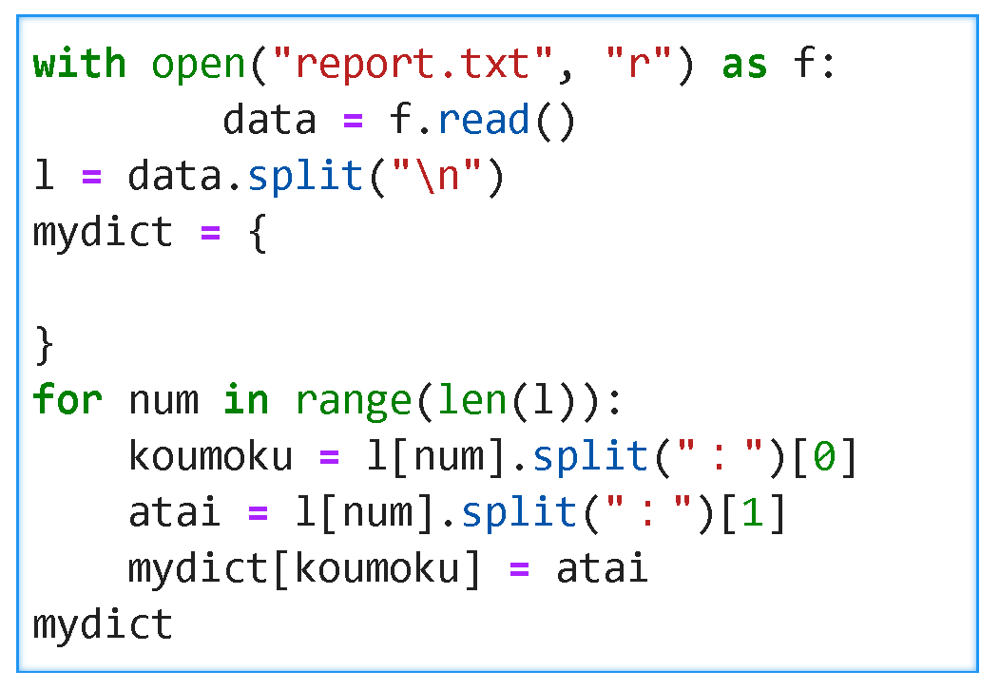 with open("report.txt", "r") as f:
        data = f.read()
l = data.split("\n")
mydict = {

}
for num in range(len(l)):
    koumoku = l[num].split("：")[0]
    atai = l[num].split("：")[1]
    mydict[koumoku] = atai
mydict